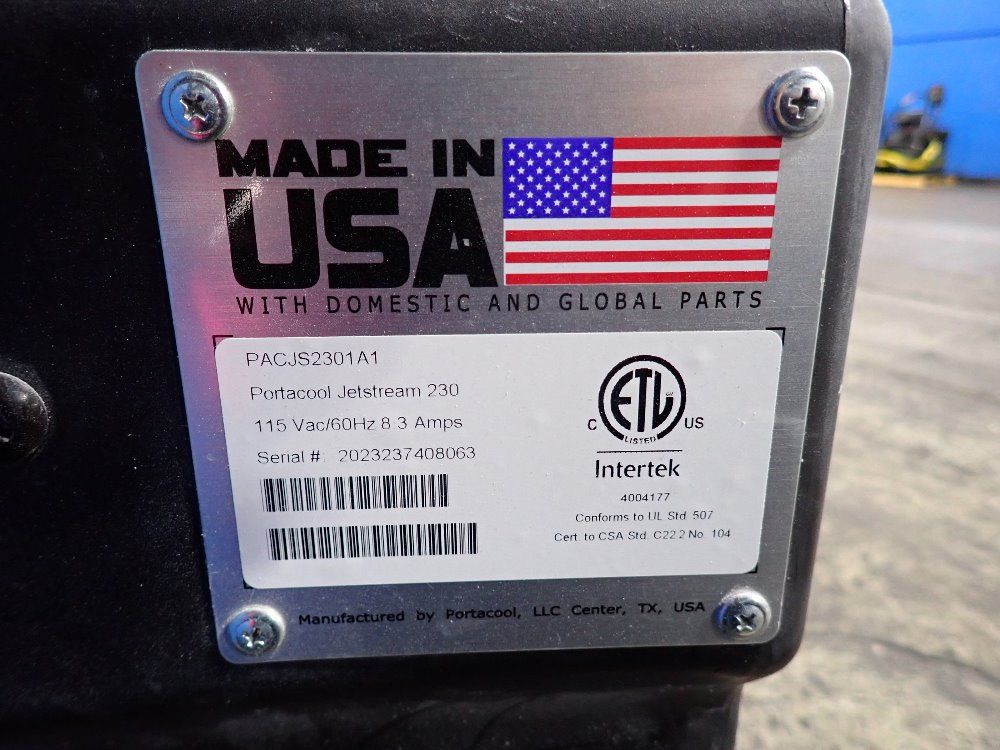 MADE IN
USA
WITH DOMESTIC AND GLOBAL PARTS
PACJS2301A1
Portacool Jetstream 230
115 Vac/60Hz 8.3 Amps
Serial #: 2023237408063
ETL
C US
LISTED
Intertek
4004177
Conforms to UL Std. 507
Cert. to CSA Std. C22.2 No. 104
Manufactured by Portacool, LLC Center, TX, USA